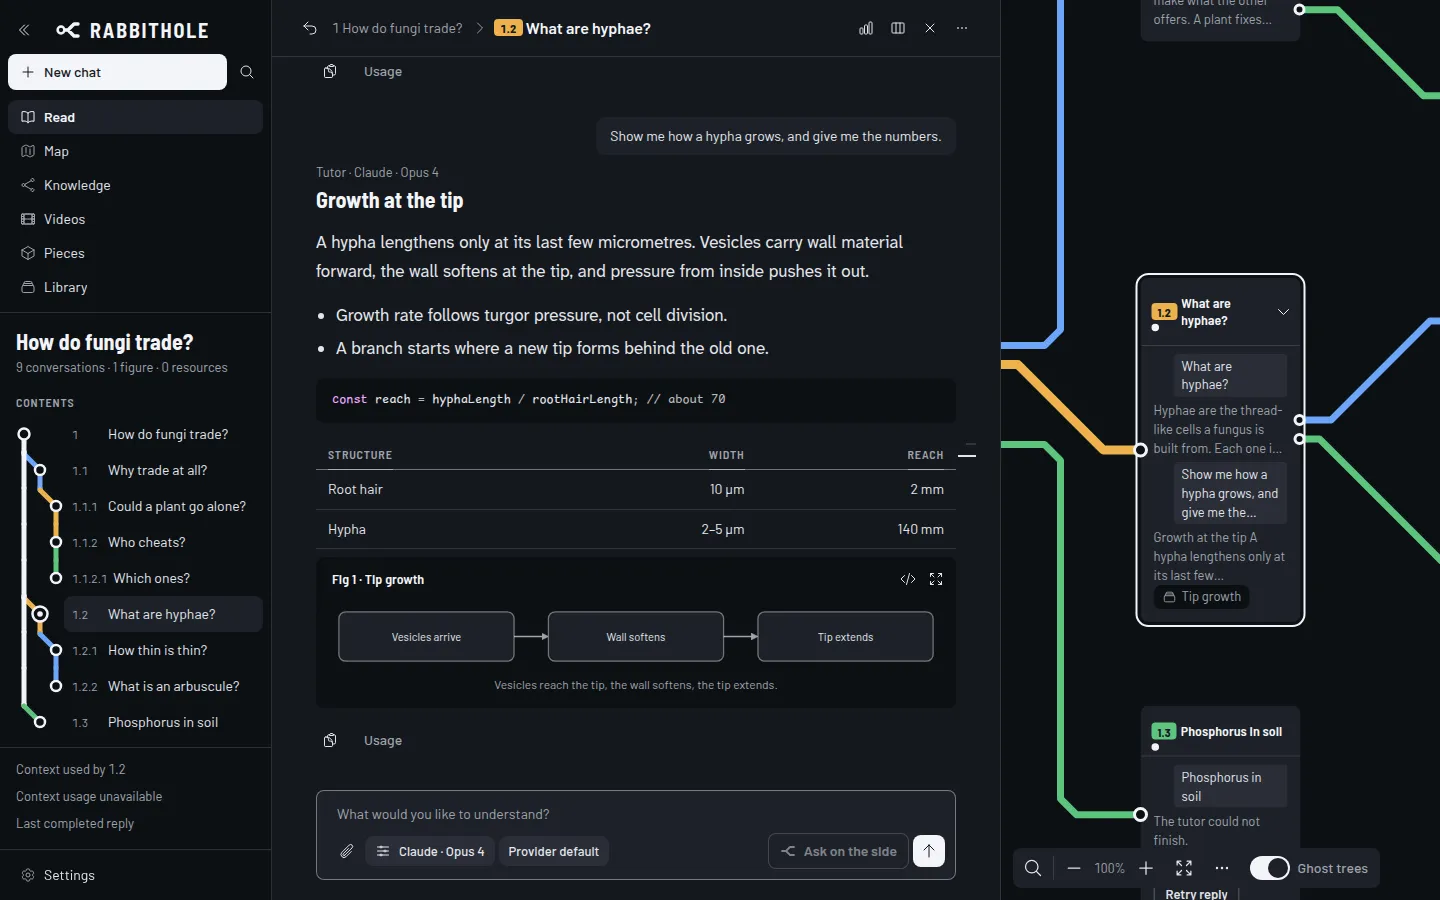 RABBITHOLE
New chat
Read
Map
Knowledge
Videos
Pieces
Library
How do fungi trade?
9 conversations · 1 figure · 0 resources
CONTENTS
1 How do fungi trade?
1.1 Why trade at all?
1.1.1 Could a plant go alone?
1.1.2 Who cheats?
1.1.2.1 Which ones?
1.2 What are hyphae?
1.2.1 How thin is thin?
1.2.2 What is an arbuscule?
1.3 Phosphorus in soil
Context used by 1.2
Context usage unavailable
Last completed reply
Settings
1 How do fungi trade?
1.2 What are hyphae?
Usage
Show me how a hypha grows, and give me the numbers.
Tutor · Claude · Opus 4
Growth at the tip
A hypha lengthens only at its last few micrometres. Vesicles carry wall material
forward, the wall softens at the tip, and pressure from inside pushes it out.
• Growth rate follows turgor pressure, not cell division.
• A branch starts where a new tip forms behind the old one.
const reach = hyphaLength / rootHairLength; // about 70
STRUCTURE WIDTH REACH
Root hair 10 µm 2 mm
Hypha 2–5 µm 140 mm
Fig 1 · Tip growth
Vesicles arrive
Wall softens
Tip extends
Vesicles reach the tip, the wall softens, the tip extends.
Usage
What would you like to understand?
Claude · Opus 4
Provider default
Ask on the side
make what the other
offers. A plant fixes...
1.2 What are
hyphae?
What are
hyphae?
Hyphae are the thread-
like cells a fungus is
built from. Each one i...
Show me how a
hypha grows, and
give me the...
Growth at the tip A
hypha lengthens only at
its last few...
Tip growth
1.3 Phosphorus in soil
Phosphorus in
soil
The tutor could not
finish.
100%
Ghost trees
Retry reply